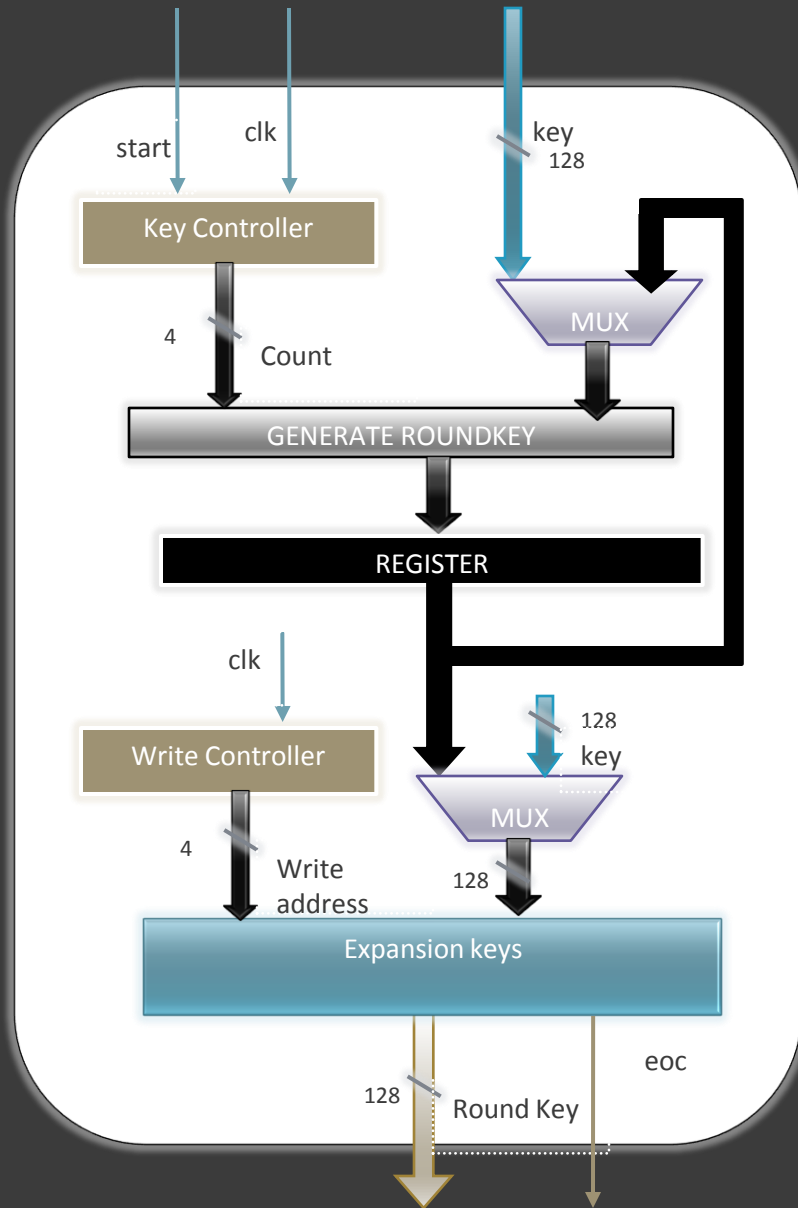 start
clk
key
128
Key Controller
MUX
4
Count
GENERATE ROUNDKEY
REGISTER
clk
128
key
Write Controller
MUX
4
Write
address
128
Expansion keys
eoc
128
Round Key